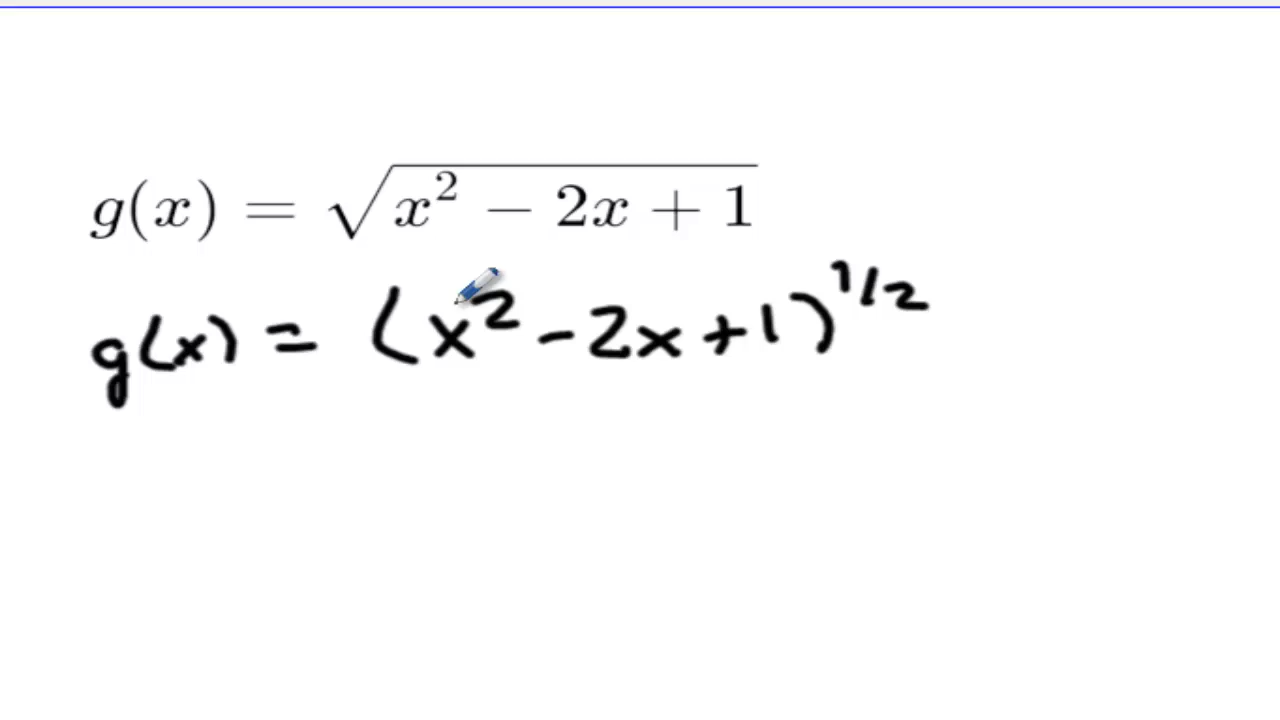 g(x) = √(x² − 2x + 1)
g(x) = (x² − 2x + 1)^1/2